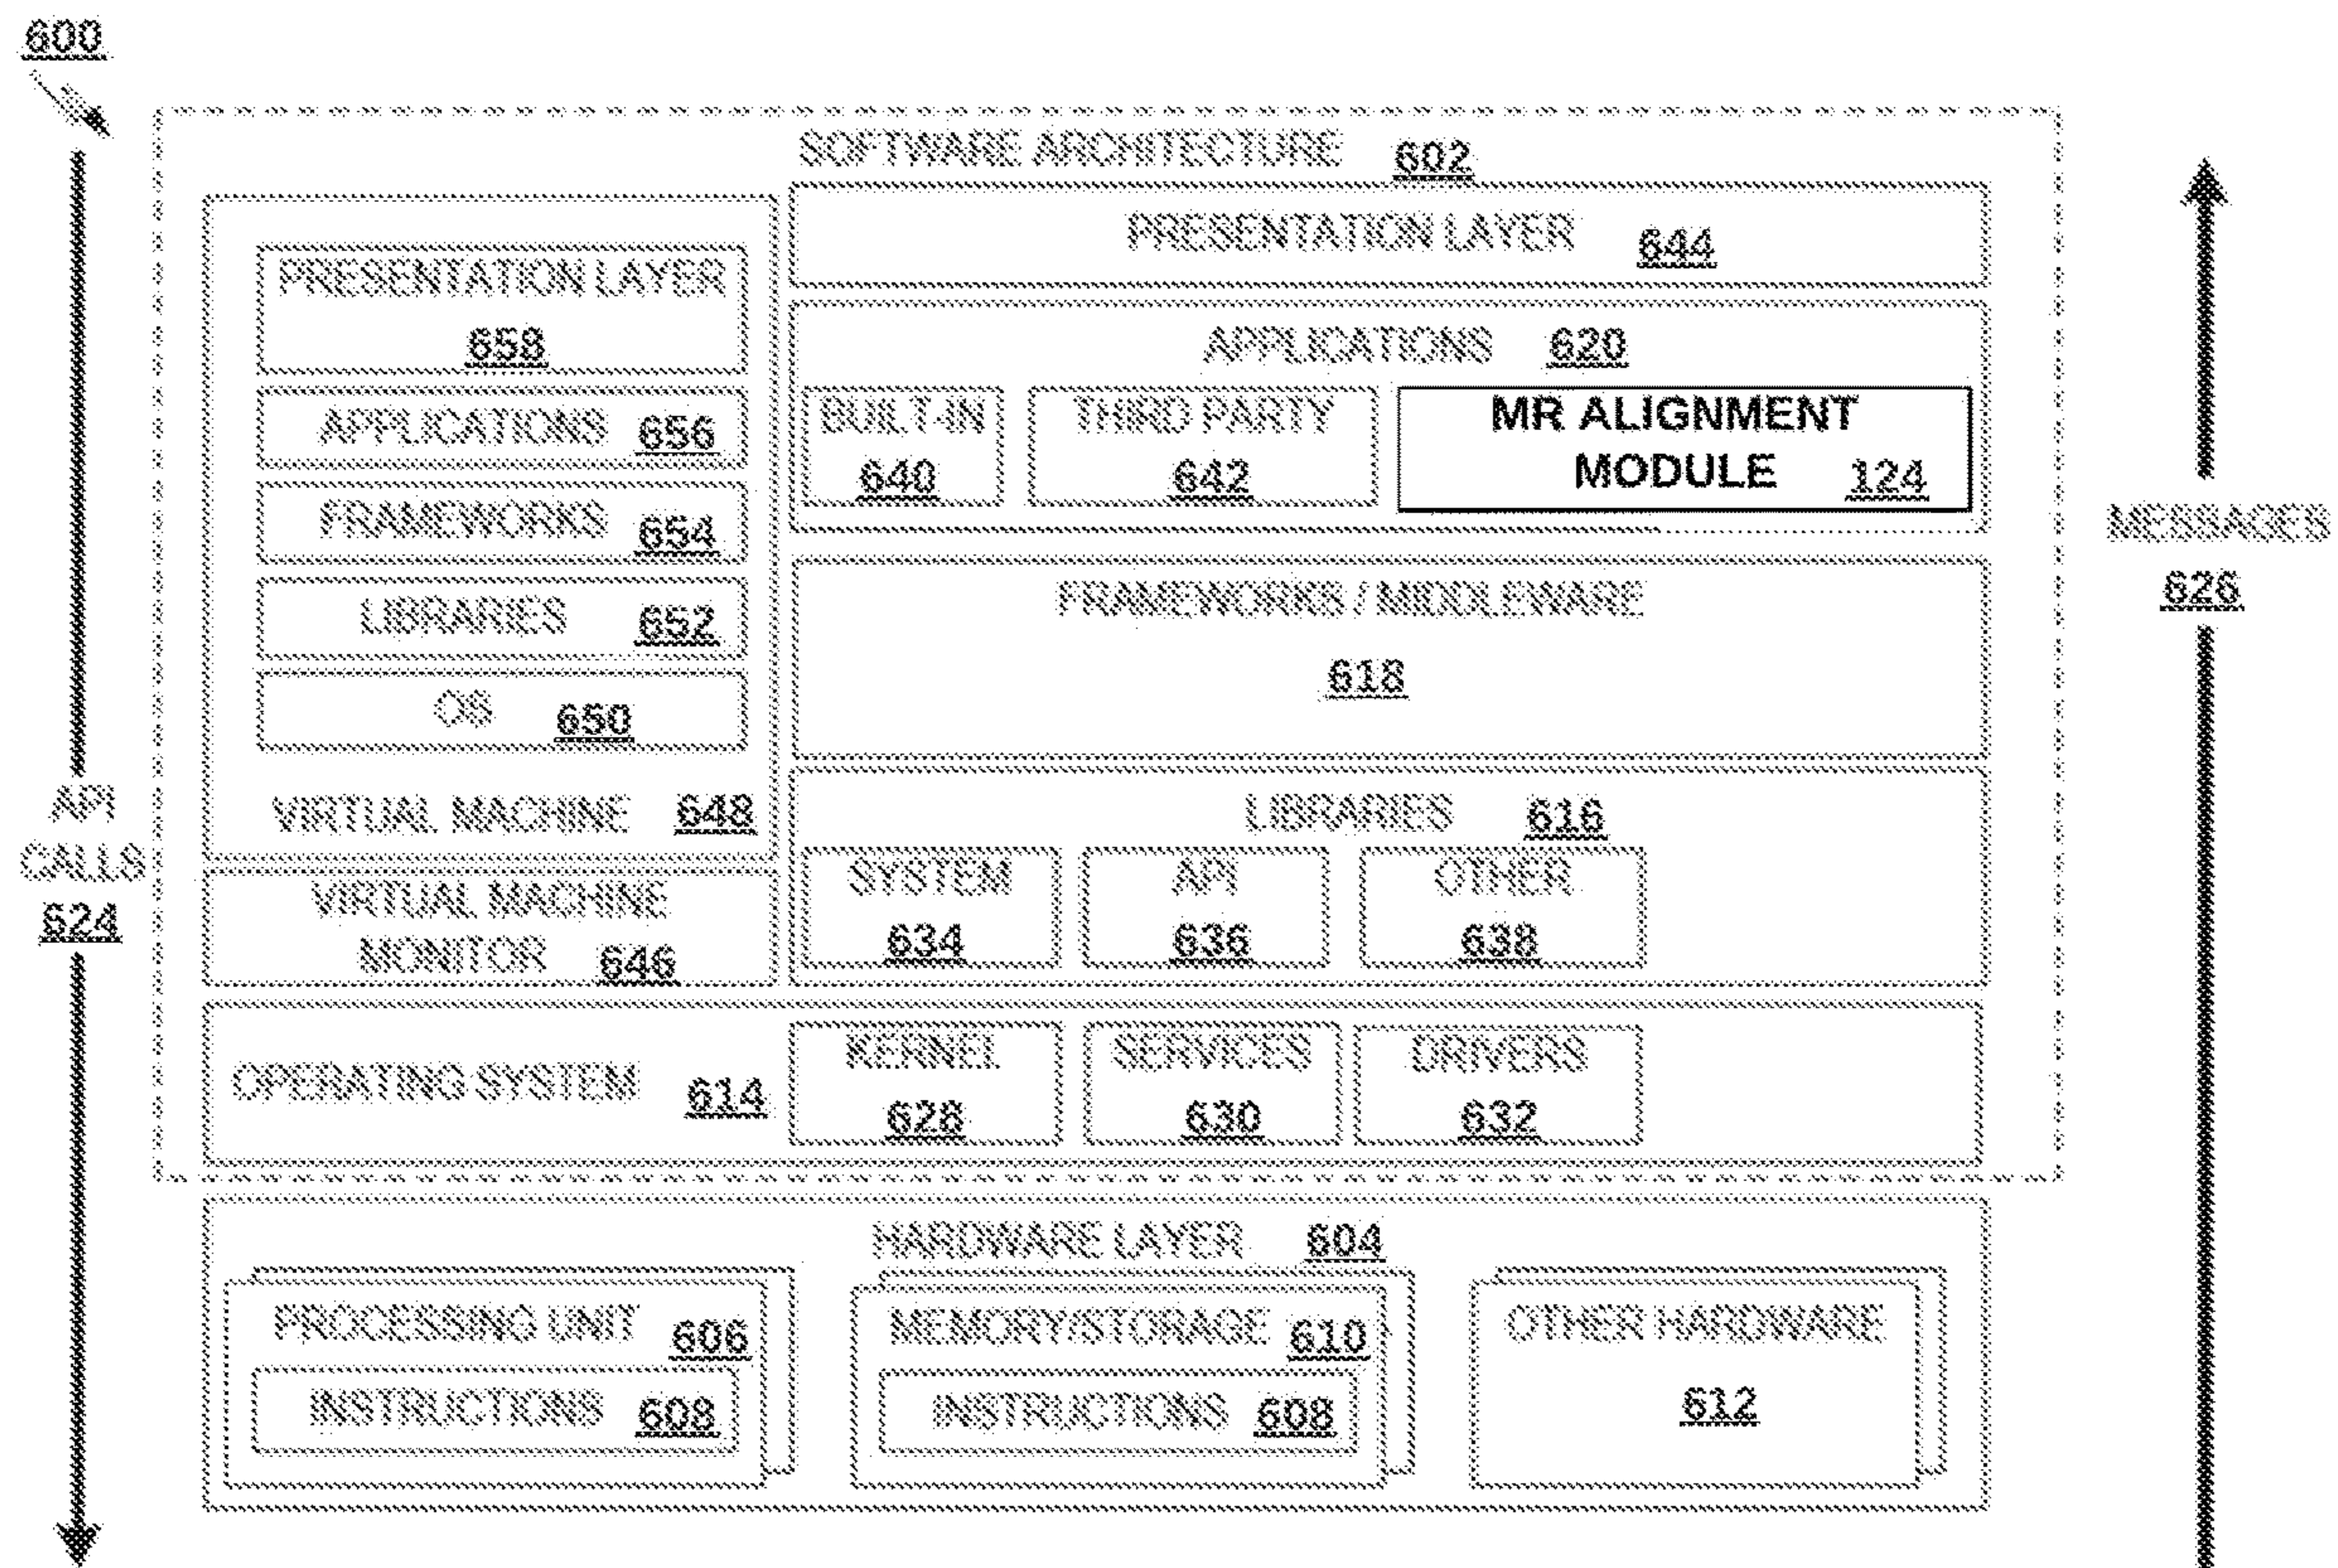 600
SOFTWARE ARCHITECTURE 602
PRESENTATION LAYER 644
PRESENTATION LAYER
658
APPLICATIONS 656
FRAMEWORKS 654
LIBRARIES 652
OS 650
VIRTUAL MACHINE 648
VIRTUAL MACHINE
MONITOR 646
APPLICATIONS 620
BUILT-IN
640
THIRD PARTY
642
MR ALIGNMENT
MODULE 124
FRAMEWORKS / MIDDLEWARE
618
LIBRARIES 616
SYSTEM
634
API
636
OTHER
638
OPERATING SYSTEM 614
KERNEL
628
SERVICES
630
DRIVERS
632
HARDWARE LAYER 604
PROCESSING UNIT 606
INSTRUCTIONS 608
MEMORY/STORAGE 610
INSTRUCTIONS 608
OTHER HARDWARE
612
API
CALLS
624
MESSAGES
626